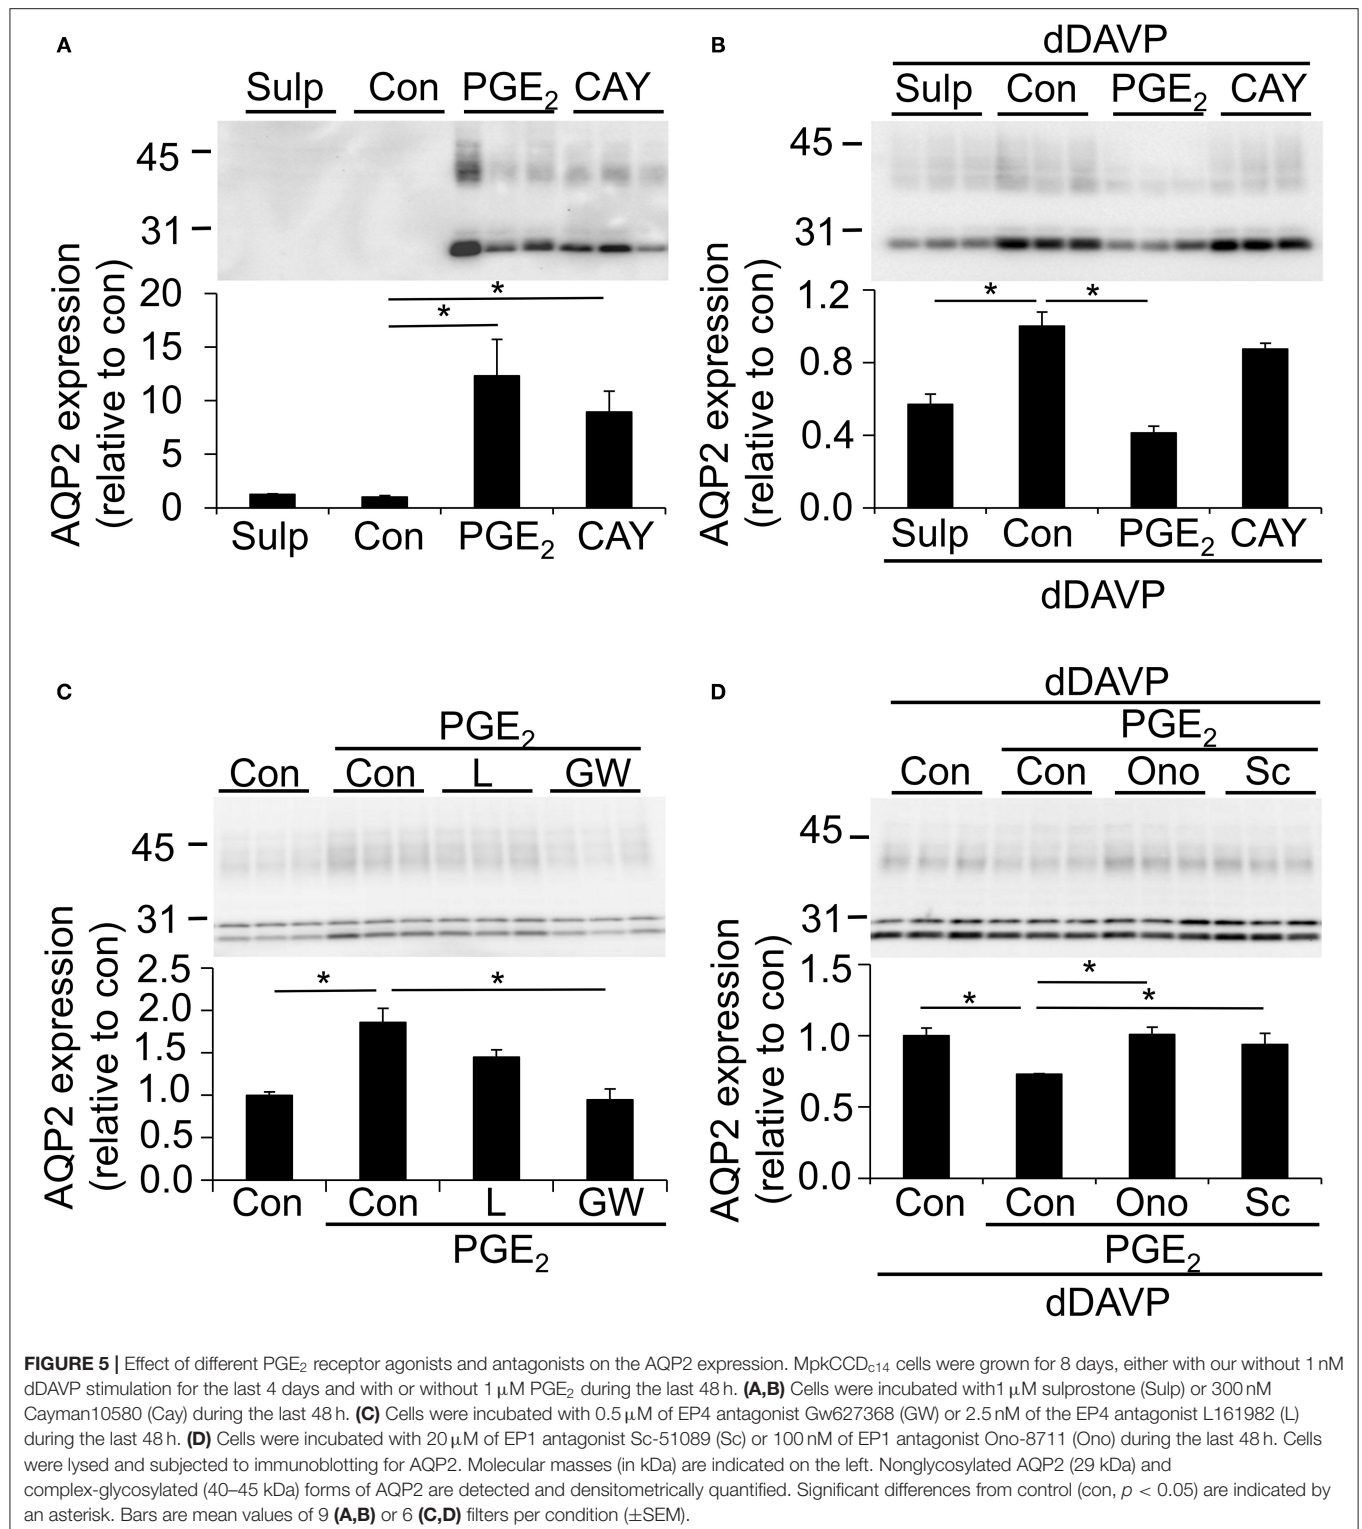 A
Sulp Con PGE2 CAY
45
31
AQP2 expression
(relative to con)
20
15
10
5
0
* 
*
Sulp Con PGE2 CAY
B
dDAVP
Sulp Con PGE2 CAY
45
31
AQP2 expression
(relative to con)
1.2
0.8
0.4
0.0
* *
Sulp Con PGE2 CAY
dDAVP
C
PGE2
Con Con L GW
45
31
AQP2 expression
(relative to con)
2.5
2.0
1.5
1.0
0.5
0.0
* *
Con Con L GW
PGE2
D
dDAVP
PGE2
Con Con Ono Sc
45
31
AQP2 expression
(relative to con)
1.5
1.0
0.5
0.0
*
* *
Con Con Ono Sc
PGE2
dDAVP
FIGURE 5 | Effect of different PGE2 receptor agonists and antagonists on the AQP2 expression. MpkCCDc14 cells were grown for 8 days, either with our without 1 nM
dDAVP stimulation for the last 4 days and with or without 1 µM PGE2 during the last 48 h. (A,B) Cells were incubated with1 µM sulprostone (Sulp) or 300 nM
Cayman10580 (Cay) during the last 48 h. (C) Cells were incubated with 0.5 µM of EP4 antagonist Gw627368 (GW) or 2.5 nM of the EP4 antagonist L161982 (L)
during the last 48 h. (D) Cells were incubated with 20 µM of EP1 antagonist Sc-51089 (Sc) or 100 nM of EP1 antagonist Ono-8711 (Ono) during the last 48 h. Cells
were lysed and subjected to immunoblotting for AQP2. Molecular masses (in kDa) are indicated on the left. Nonglycosylated AQP2 (29 kDa) and
complex-glycosylated (40–45 kDa) forms of AQP2 are detected and densitometrically quantified. Significant differences from control (con, p < 0.05) are indicated by
an asterisk. Bars are mean values of 9 (A,B) or 6 (C,D) filters per condition (±SEM).